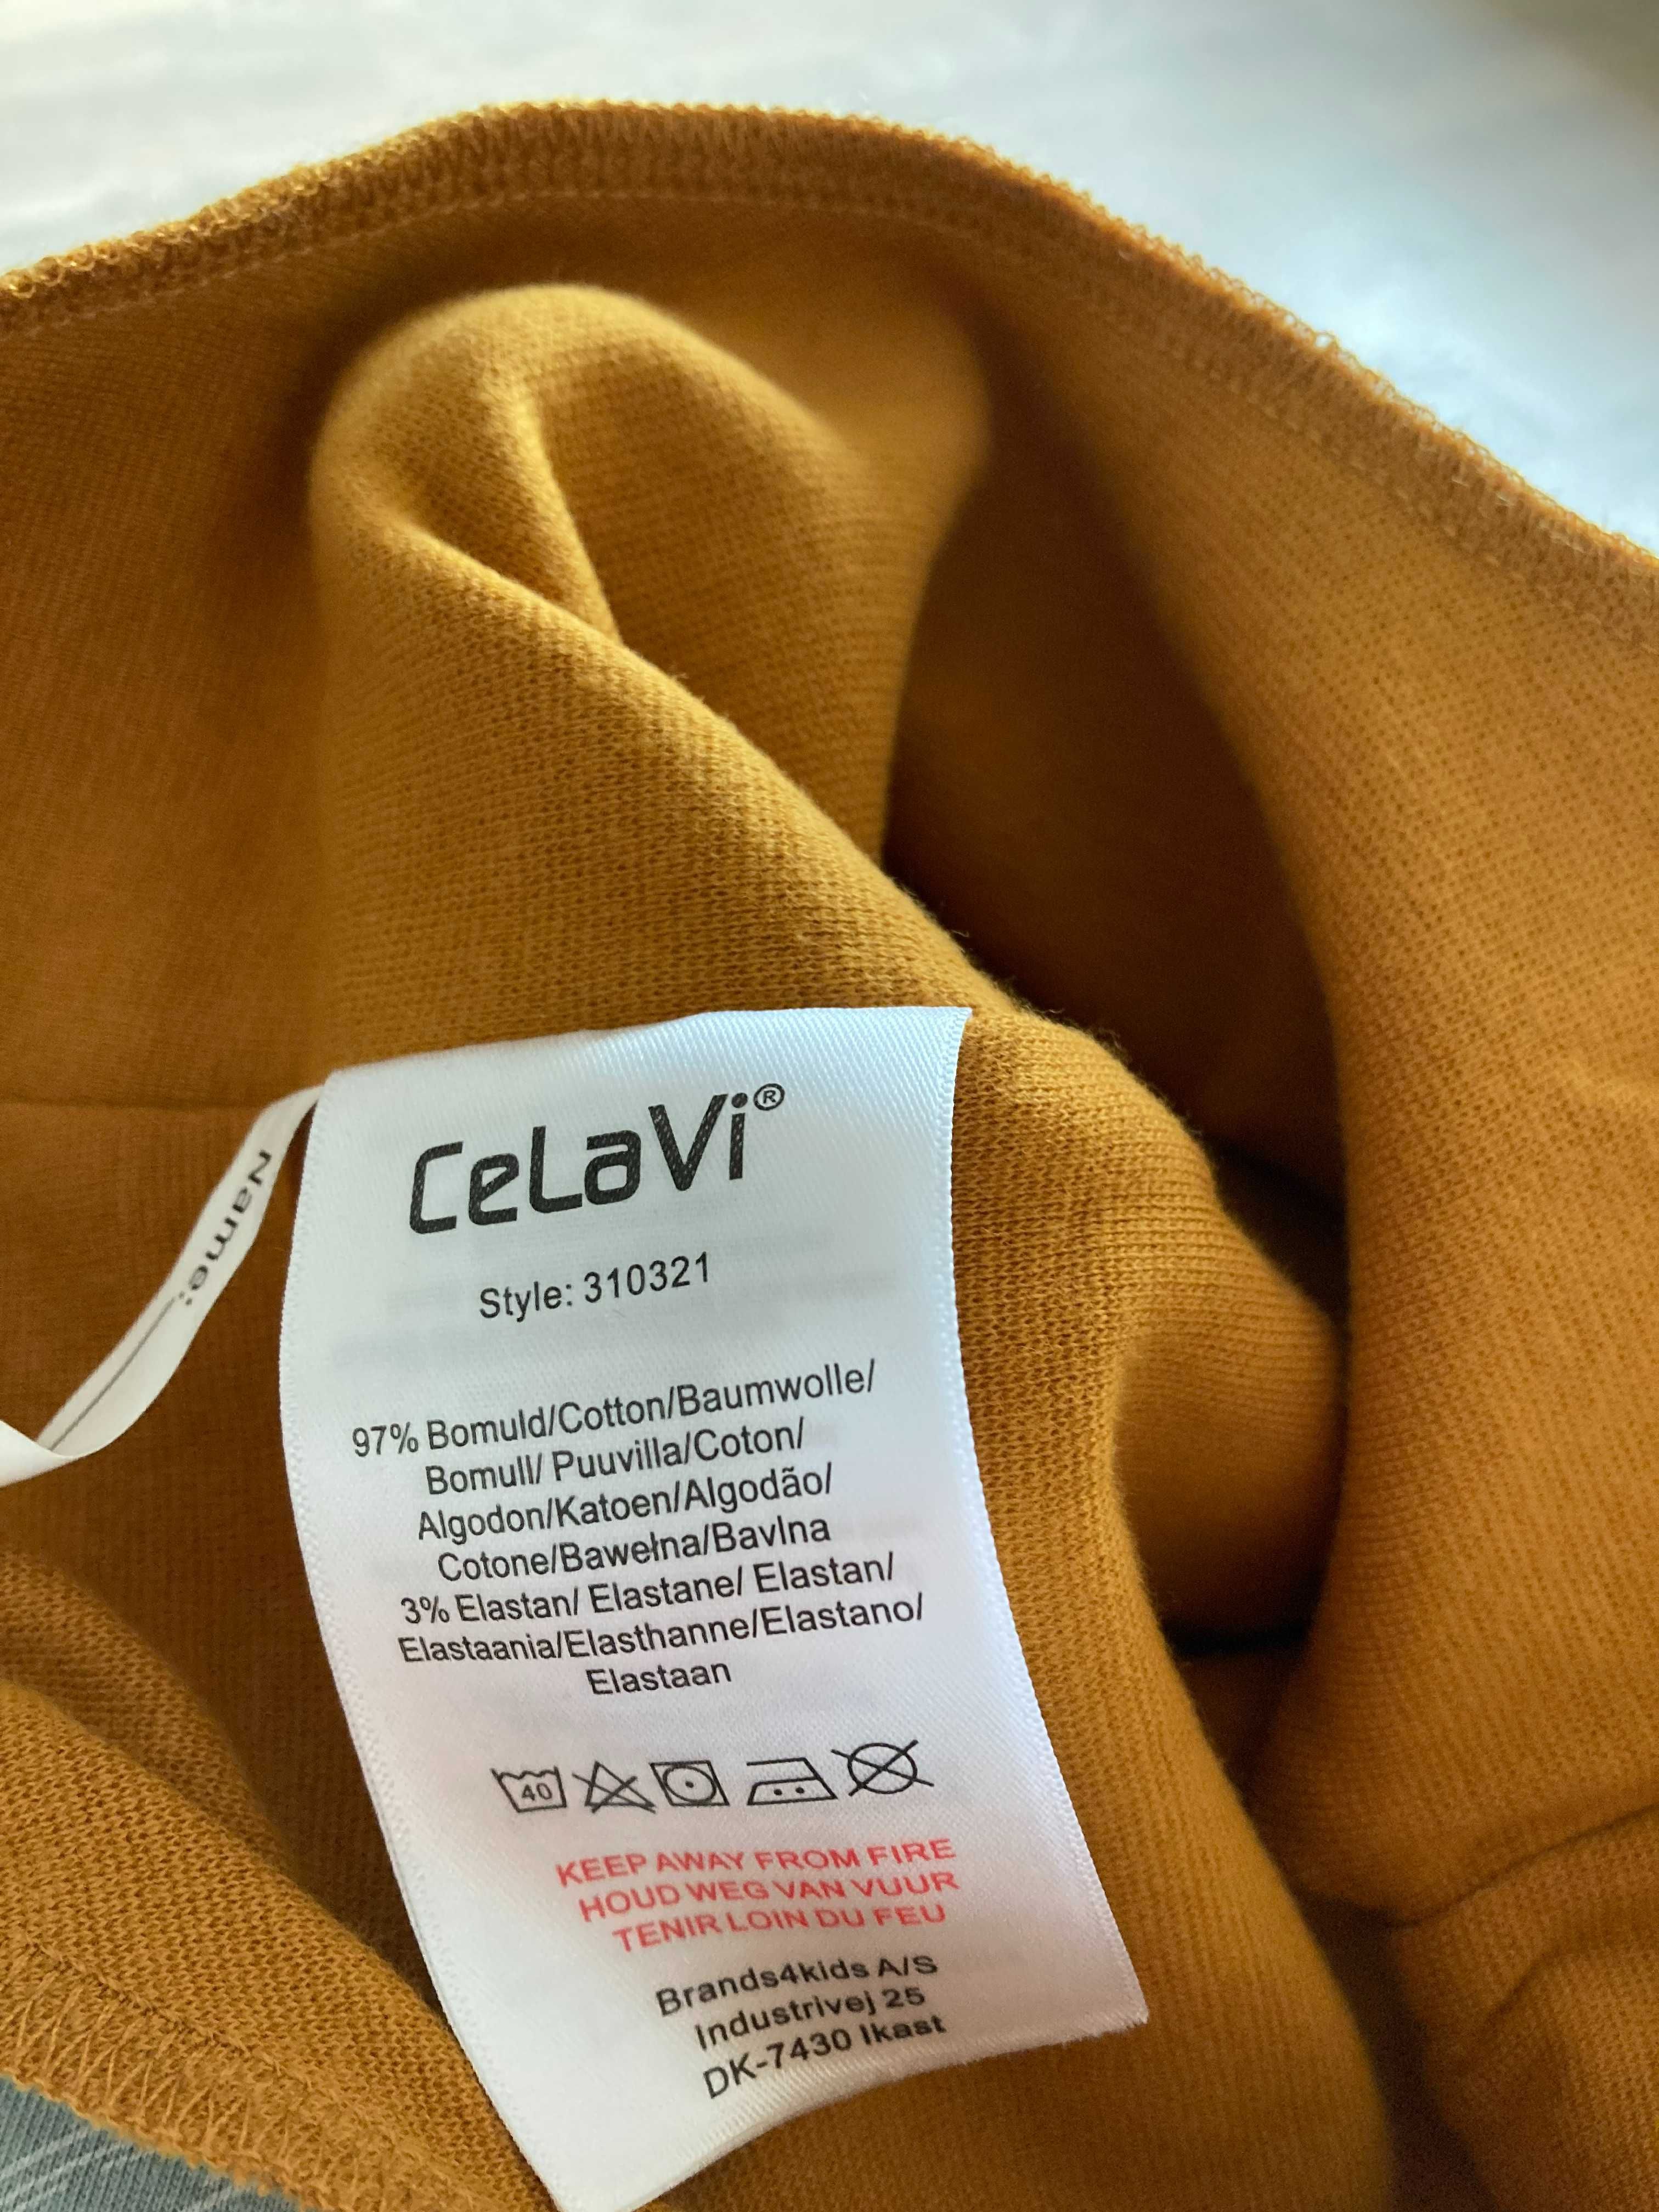 CeLaVi®
Style: 310321
97% Bomuld/Cotton/Baumwolle/
Bomull/ Puuvilla/Coton/
Algodon/Katoen/Algodão/
Cotone/Bawełna/Bavlna
3% Elastan/ Elastane/ Elastan/
Elastaania/Elasthanne/Elastano/
Elastaan
40
KEEP AWAY FROM FIRE
HOUD WEG VAN VUUR
TENIR LOIN DU FEU
Brands4kids A/S
Industrivej 25
DK-7430 Ikast
Name: